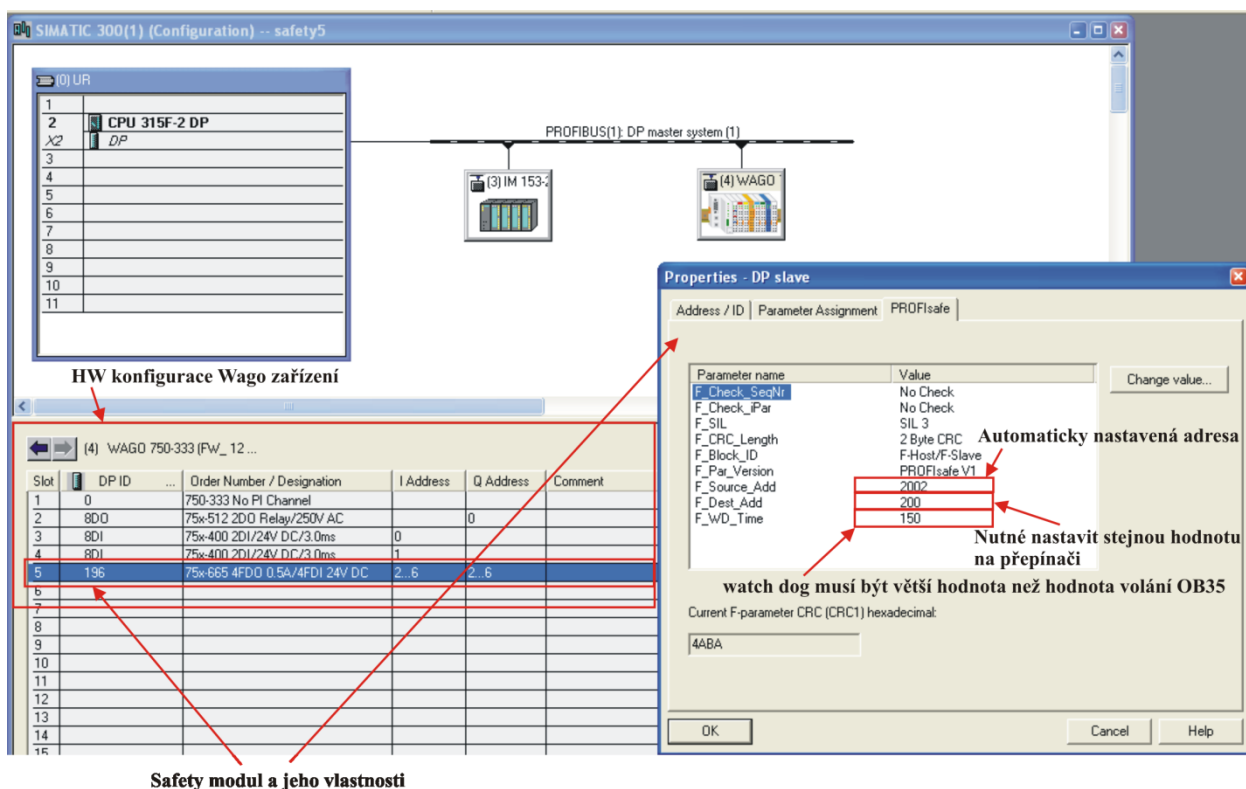 SIMATIC 300(1) (Configuration) -- safety5
(0) UR
1
2 CPU 315F-2 DP
X2 DP
3
4
5
6
7
8
9
10
11
PROFIBUS(1): DP master system (1)
(3) IM 153-2
(4) WAGO
HW konfigurace Wago zařízení
(4) WAGO 750-333 (FW_ 12 ...
Slot DP ID ... Order Number / Designation I Address Q Address Comment
1 0 750-333 No PI Channel
2 8DO 75x-512 2DO Relay/250V AC 0
3 8DI 75x-400 2DI/24V DC/3.0ms 0
4 8DI 75x-400 2DI/24V DC/3.0ms 1
5 196 75x-665 4FDO 0.5A/4FDI 24V DC 2...6 2...6
6
7
8
9
10
11
12
13
14
15
Safety modul a jeho vlastnosti
Properties - DP slave
Address / ID Parameter Assignment PROFIsafe
Parameter name Value
F_Check_SeqNr No Check
F_Check_iPar No Check
F_SIL SIL 3
F_CRC_Length 2 Byte CRC
F_Block_ID F-Host/F-Slave
F_Par_Version PROFIsafe V1
F_Source_Add 2002
F_Dest_Add 200
F_WD_Time 150
Change value...
Automaticky nastavená adresa
Nutné nastavit stejnou hodnotu
na přepínači
watch dog musí být větší hodnota než hodnota volání OB35
Current F-parameter CRC (CRC1) hexadecimal:
4ABA
OK Cancel Help